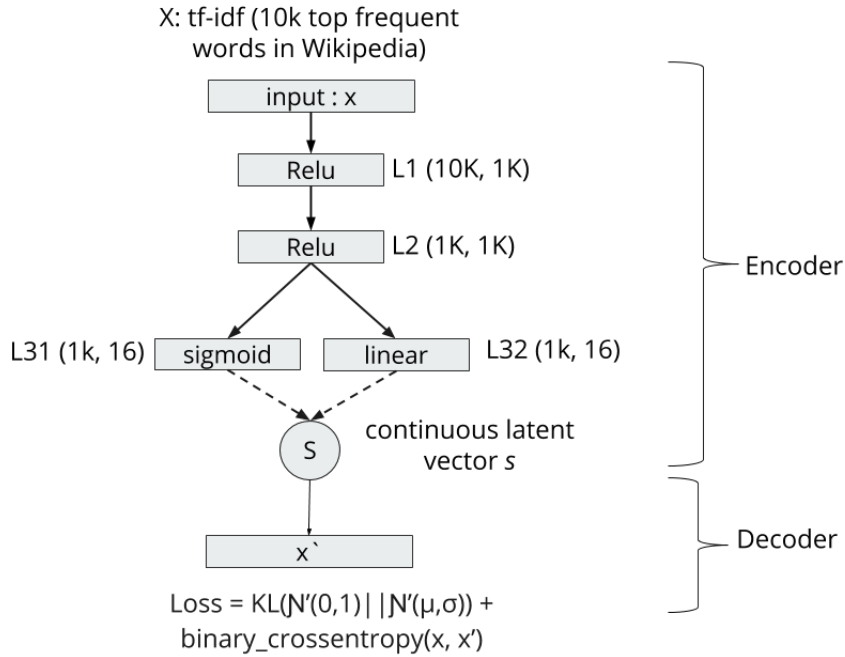 X: tf-idf (10k top frequent
words in Wikipedia)
input : x
Relu
L1 (10K, 1K)
Relu
L2 (1K, 1K)
Encoder
L31 (1k, 16)
sigmoid
linear
L32 (1k, 16)
S
continuous latent
vector s
x`
Decoder
Loss = KL(Ɲ’(0,1)||Ɲ’(μ,σ)) +
binary_crossentropy(x, x’)